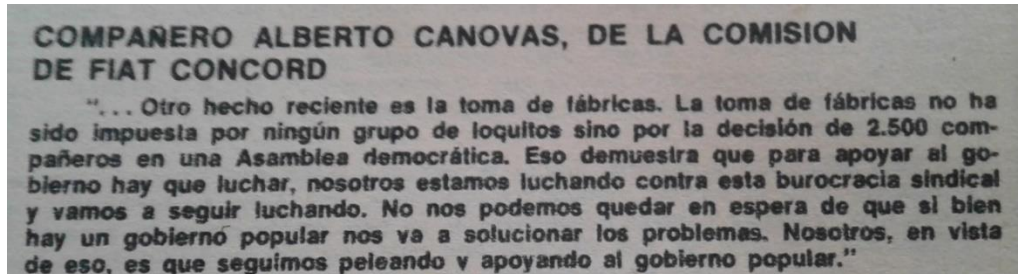 COMPAÑERO ALBERTO CANOVAS, DE LA COMISION
DE FIAT CONCORD
"... Otro hecho reciente es la toma de fábricas. La toma de fábricas no ha
sido impuesta por ningún grupo de loquitos sino por la decisión de 2.500 com-
pañeros en una Asamblea democrática. Eso demuestra que para apoyar al go-
bierno hay que luchar, nosotros estamos luchando contra esta burocracia sindical
y vamos a seguir luchando. No nos podemos quedar en espera de que si bien
hay un gobierno popular nos va a solucionar los problemas. Nosotros, en vista
de eso, es que seguimos peleando y apoyando al gobierno popular."